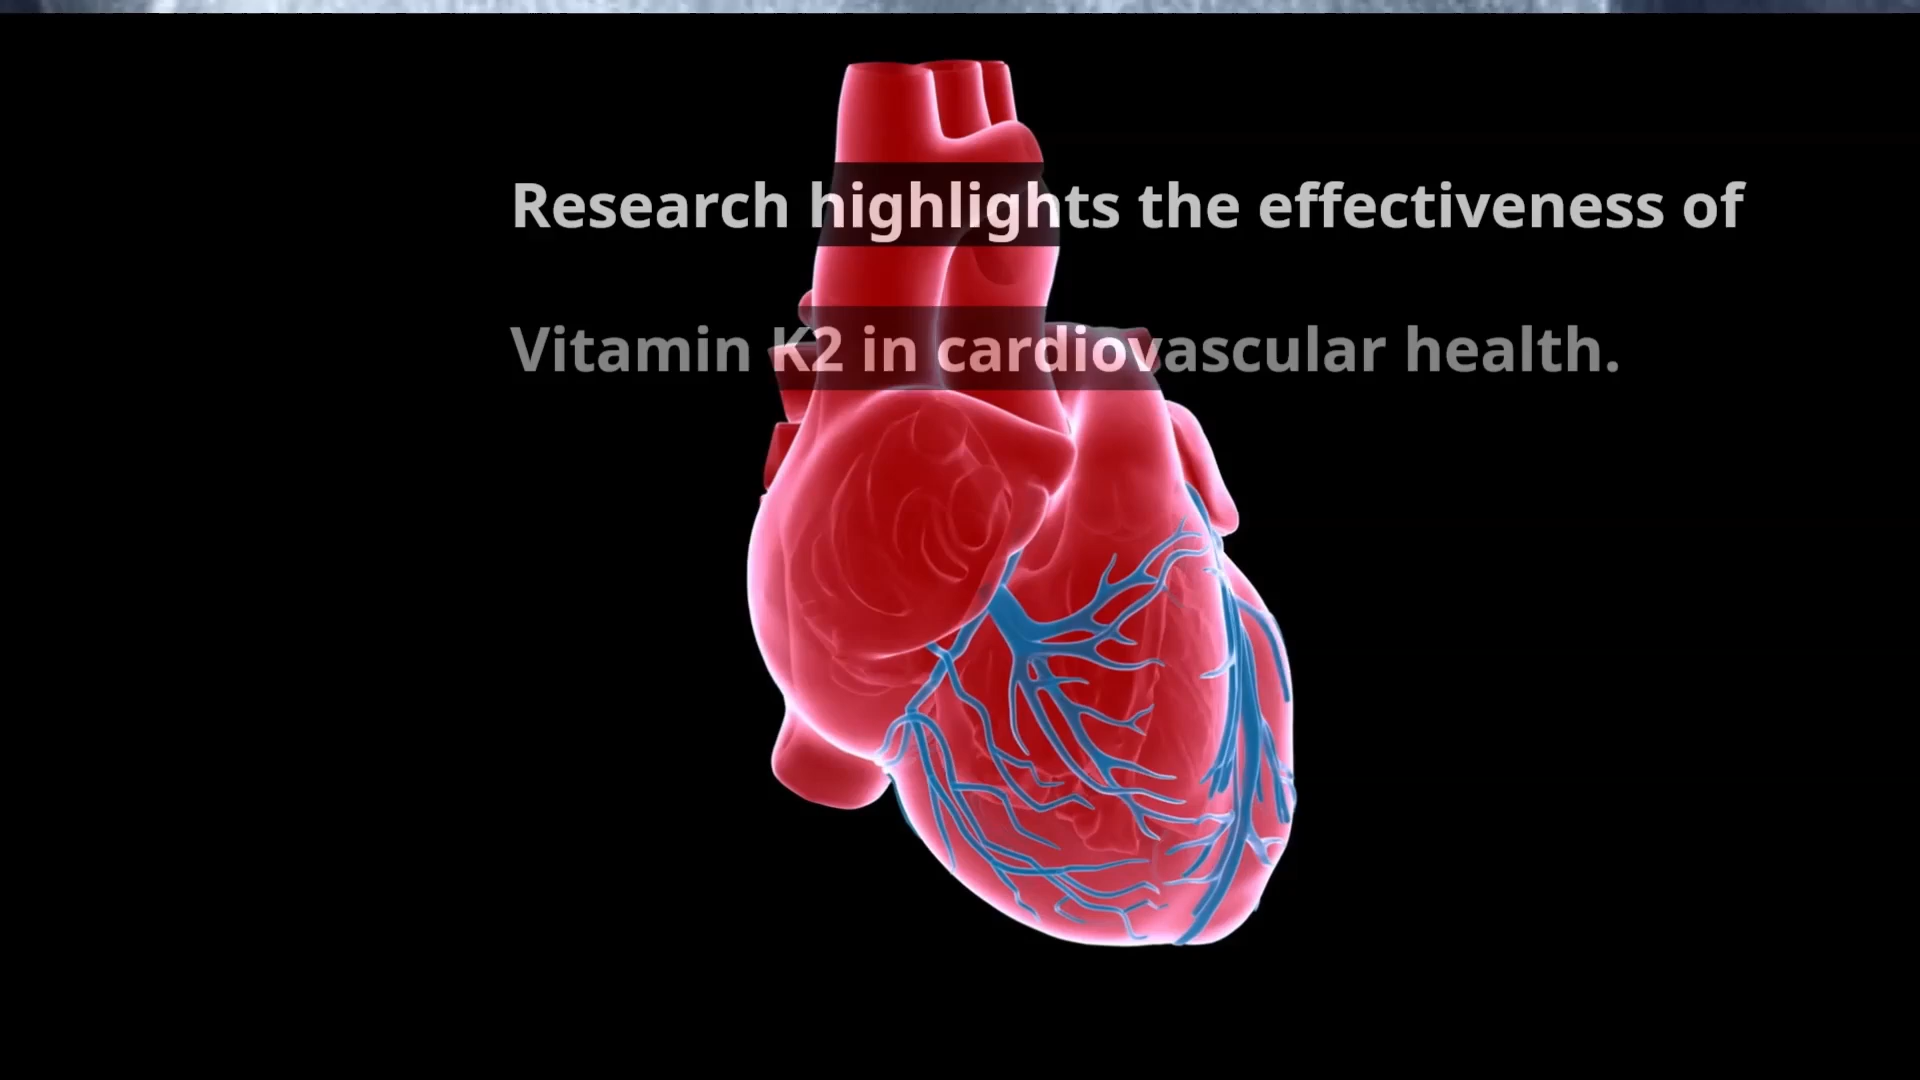 Research highlights the effectiveness of
Vitamin K2 in cardiovascular health.